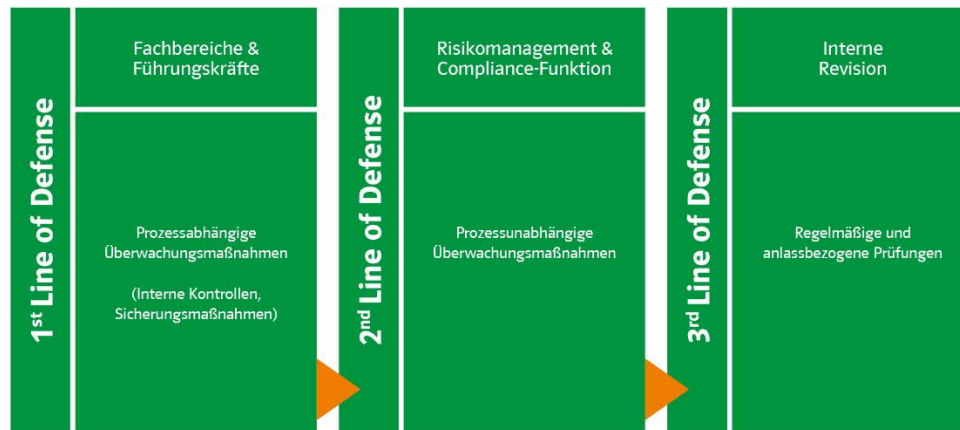 1st Line of Defense
Fachbereiche &
Führungskräfte
Prozessabhängige
Überwachungsmaßnahmen
(Interne Kontrollen,
Sicherungsmaßnahmen)
2nd Line of Defense
Risikomanagement &
Compliance-Funktion
Prozessunabhängige
Überwachungsmaßnahmen
3rd Line of Defense
Interne
Revision
Regelmäßige und
anlassbezogene Prüfungen